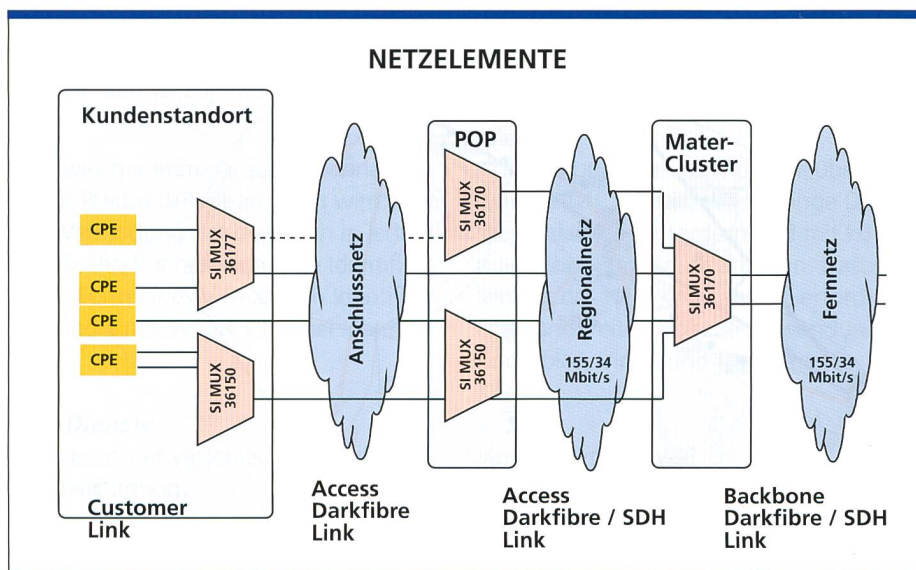 NETZELEMENTE
Kundenstandort
CPE
CPE
CPE
CPE
SI MUX
36177
SI MUX
36150
Customer
Link
Anschlussnetz
Access
Darkfibre
Link
POP
SI MUX
36170
SI MUX
36150
Regionalnetz
155/34
Mbit/s
Access
Darkfibre / SDH
Link
Mater-
Cluster
SI MUX
36170
Fernnetz
155/34
Mbit/s
Backbone
Darkfibre / SDH
Link